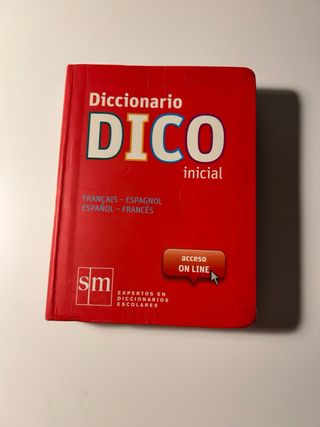 Diccionario
DICO
inicial
FRANÇAIS – ESPAGNOL
ESPAÑOL – FRANCÉS
acceso
ON LINE
sm
EXPERTOS EN
DICCIONARIOS
ESCOLARES